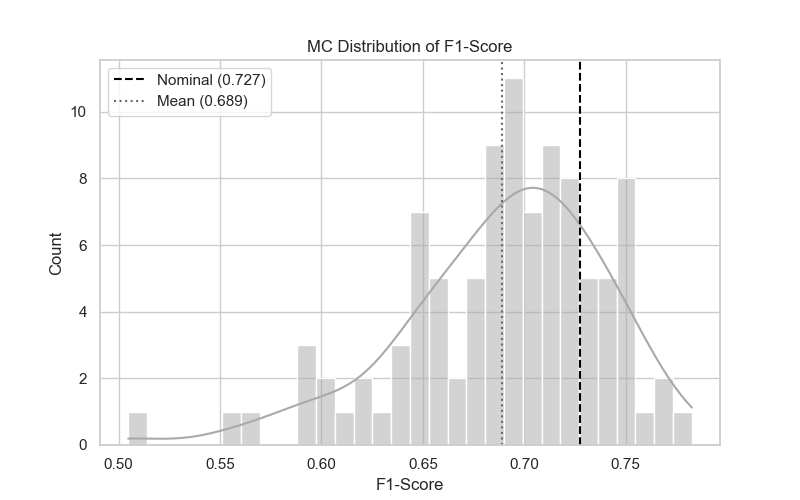 MC Distribution of F1-Score
Nominal (0.727)
Mean (0.689)
Count
10
8
6
4
2
0
0.50 0.55 0.60 0.65 0.70 0.75
F1-Score